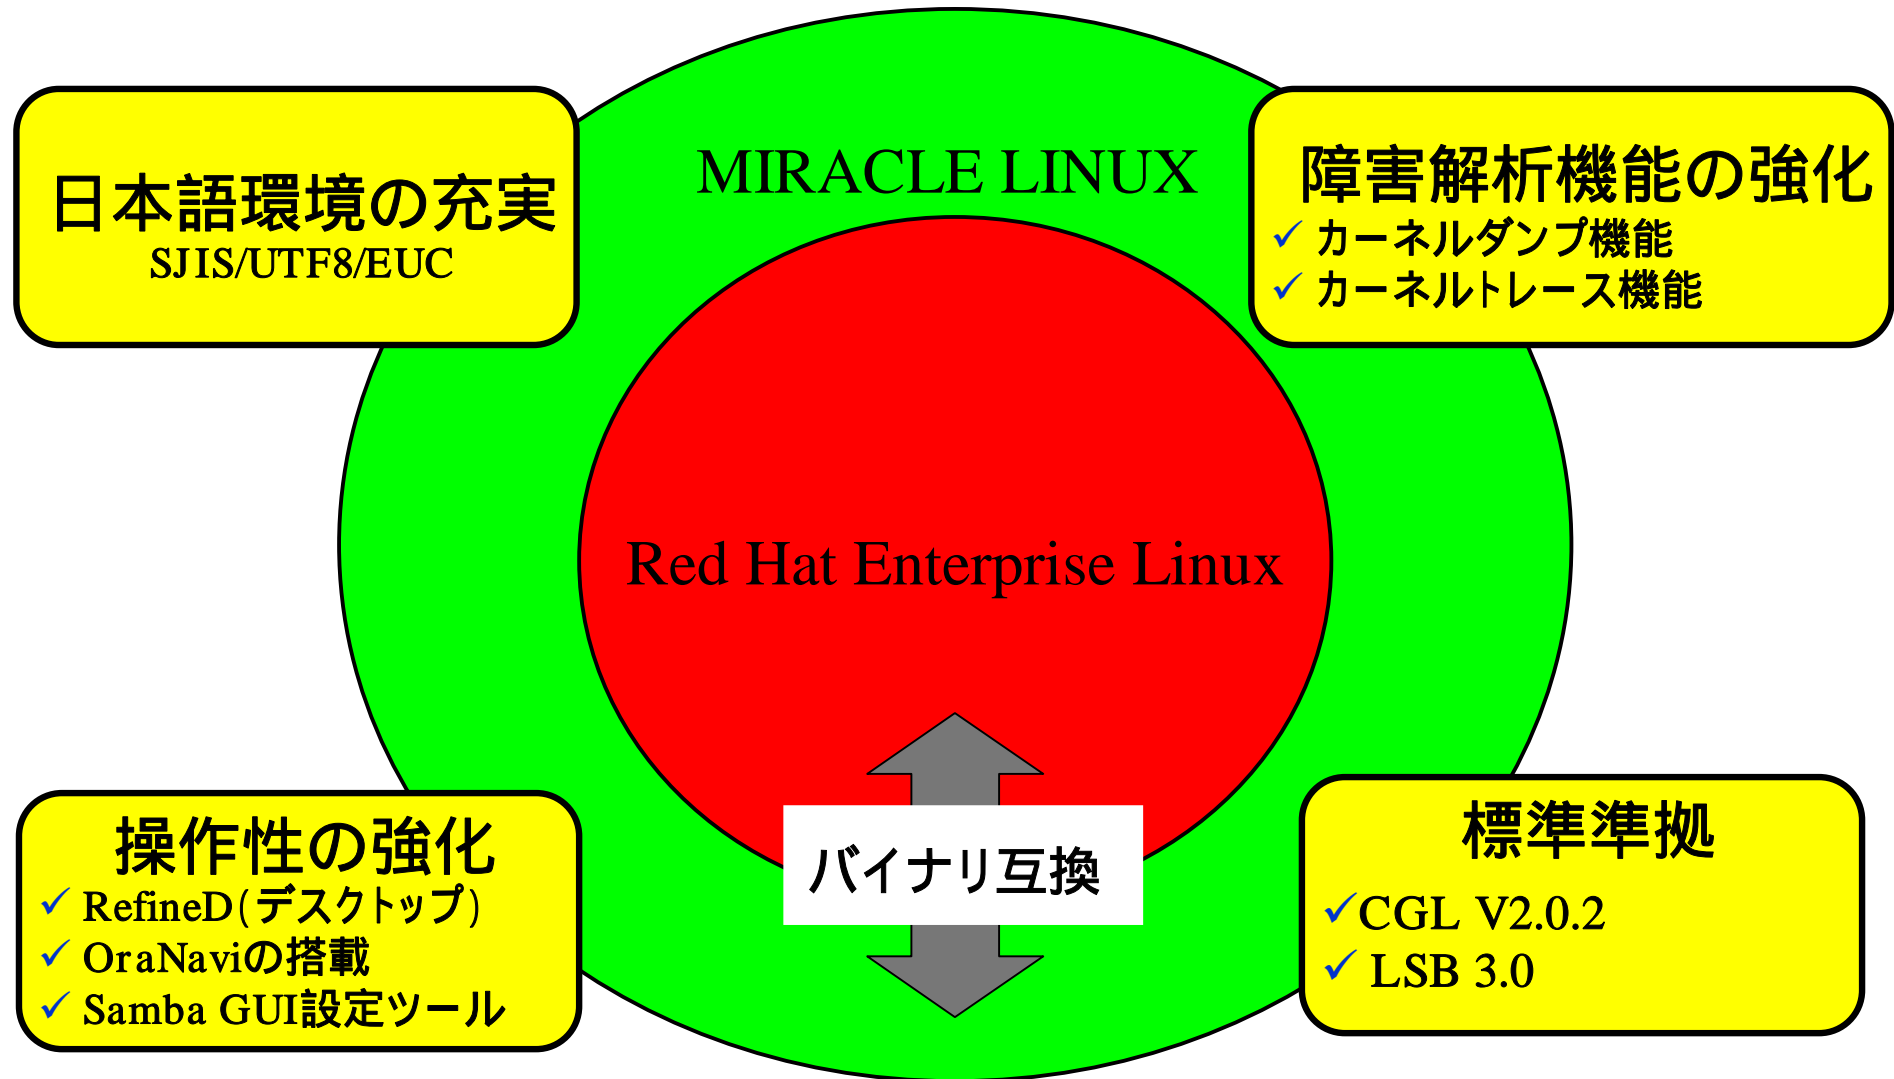 MIRACLE LINUX
日本語環境の充実
SJIS/UTF8/EUC
障害解析機能の強化
✓ カーネルダンプ機能
✓ カーネルトレース機能
Red Hat Enterprise Linux
バイナリ互換
操作性の強化
✓ RefineD(デスクトップ)
✓ OraNaviの搭載
✓ Samba GUI設定ツール
標準準拠
✓CGL V2.0.2
✓ LSB 3.0